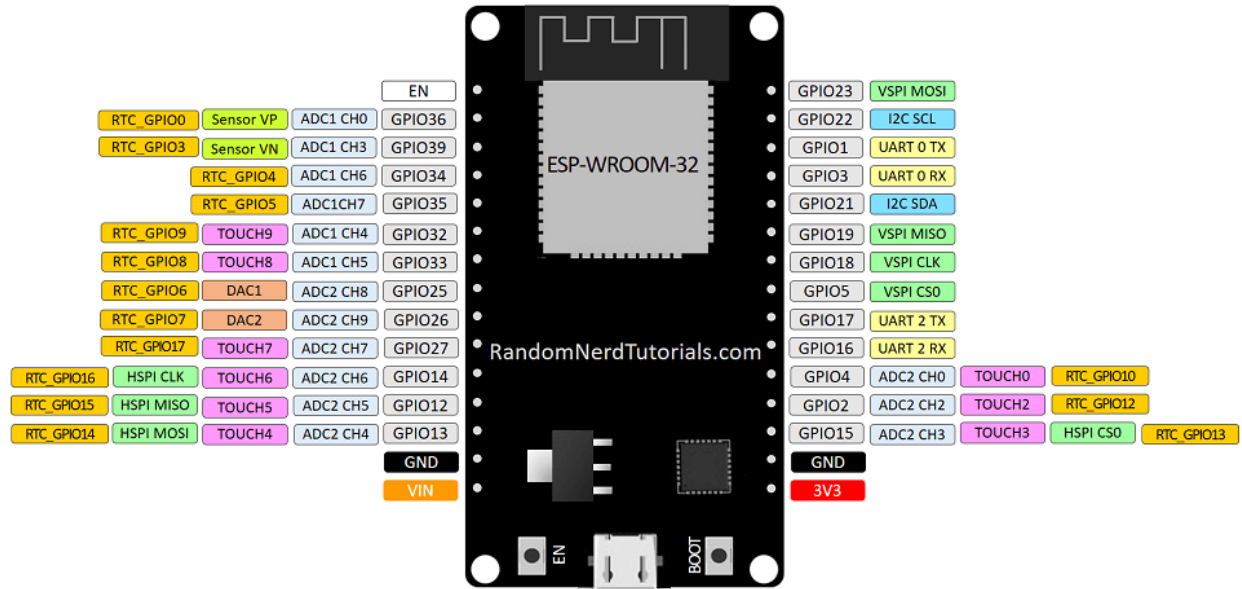 EN GPIO23 VSPI MOSI
RTC_GPIO0 Sensor VP ADC1 CH0 GPIO36 GPIO22 I2C SCL
RTC_GPIO3 Sensor VN ADC1 CH3 GPIO39 GPIO1 UART 0 TX
ESP-WROOM-32
RTC_GPIO4 ADC1 CH6 GPIO34 GPIO3 UART 0 RX
RTC_GPIO5 ADC1CH7 GPIO35 GPIO21 I2C SDA
RTC_GPIO9 TOUCH9 ADC1 CH4 GPIO32 GPIO19 VSPI MISO
RTC_GPIO8 TOUCH8 ADC1 CH5 GPIO33 GPIO18 VSPI CLK
RTC_GPIO6 DAC1 ADC2 CH8 GPIO25 GPIO5 VSPI CS0
RTC_GPIO7 DAC2 ADC2 CH9 GPIO26 GPIO17 UART 2 TX
RTC_GPIO17 TOUCH7 ADC2 CH7 GPIO27 RandomNerdTutorials.com GPIO16 UART 2 RX
RTC_GPIO16 HSPI CLK TOUCH6 ADC2 CH6 GPIO14 GPIO4 ADC2 CH0 TOUCH0 RTC_GPIO10
RTC_GPIO15 HSPI MISO TOUCH5 ADC2 CH5 GPIO12 GPIO2 ADC2 CH2 TOUCH2 RTC_GPIO12
RTC_GPIO14 HSPI MOSI TOUCH4 ADC2 CH4 GPIO13 GPIO15 ADC2 CH3 TOUCH3 HSPI CS0 RTC_GPIO13
GND GND
VIN 3V3
EN BOOT